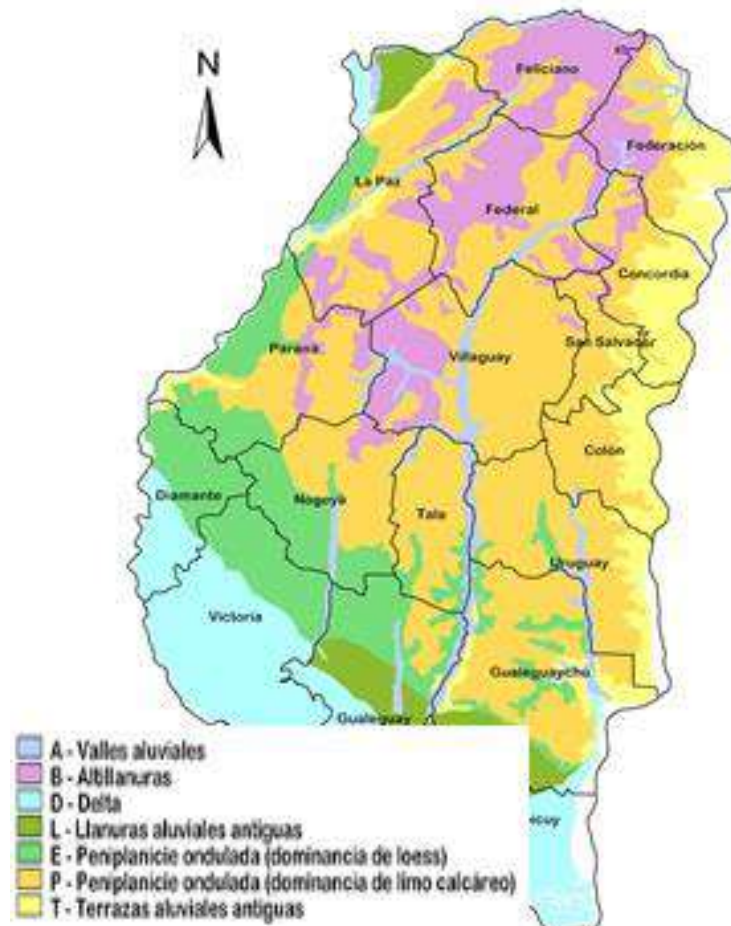 N
Feliciano
Federación
La Paz
Federal
Concordia
San Salvador
Paraná
Villaguay
Colón
Diamante
Nogoyá
Tala
Uruguay
Victoria
Gualeguaychu
Gualeguay
icuy
A - Valles aluviales
B - Altillanuras
D - Delta
L - Llanuras aluviales antiguas
E - Peniplanicie ondulada (dominancia de loess)
P - Peniplanicie ondulada (dominancia de limo calcáreo)
T - Terrazas aluviales antiguas